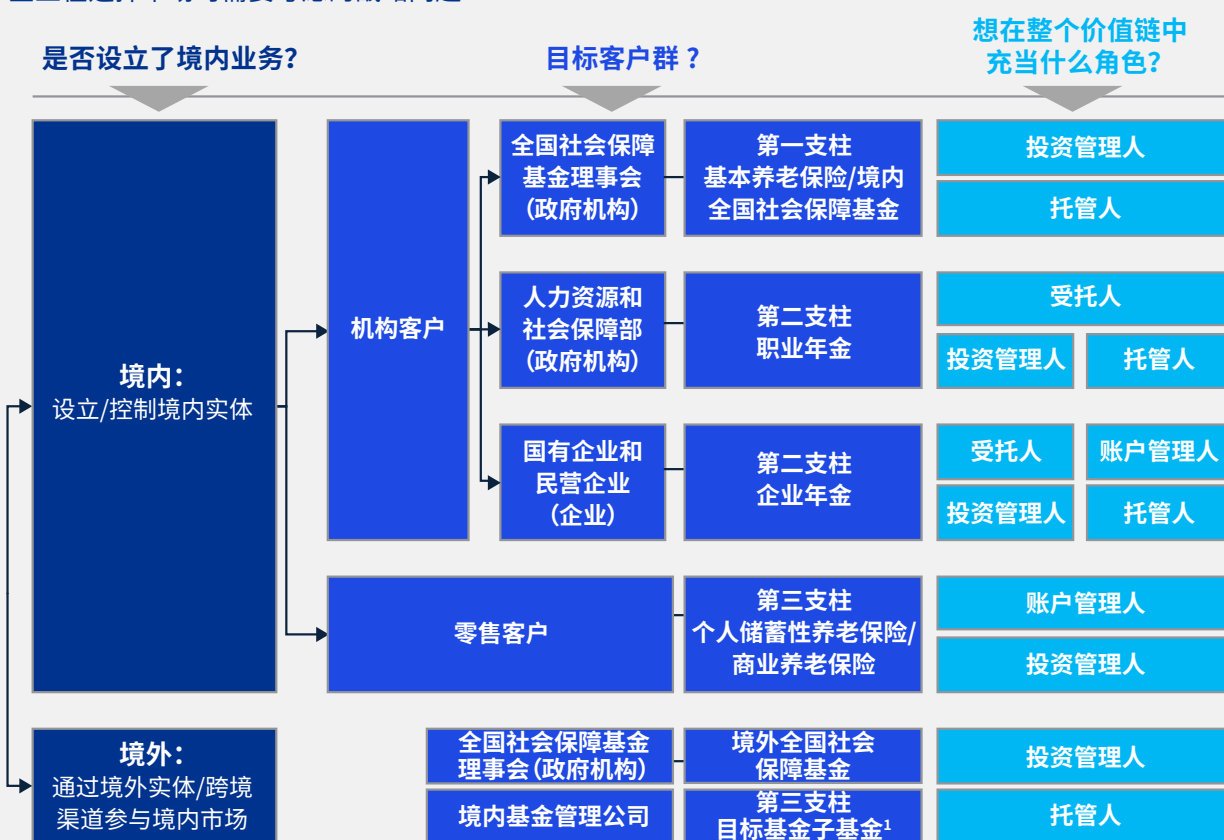 是否设立了境内业务？
目标客户群 ？
想在整个价值链中
充当什么角色？
境内：
设立/控制境内实体
机构客户
全国社会保障
基金理事会
（政府机构）
第一支柱
基本养老保险/境内
全国社会保障基金
投资管理人
托管人
人力资源和
社会保障部
（政府机构）
第二支柱
职业年金
受托人
投资管理人
托管人
国有企业和
民营企业
（企业）
第二支柱
企业年金
受托人
账户管理人
投资管理人
托管人
零售客户
第三支柱
个人储蓄性养老保险/
商业养老保险
账户管理人
投资管理人
境外：
通过境外实体/跨境
渠道参与境内市场
全国社会保障基金
理事会（政府机构）
境外全国社会
保障基金
投资管理人
境内基金管理公司
第三支柱
目标基金子基金¹
托管人